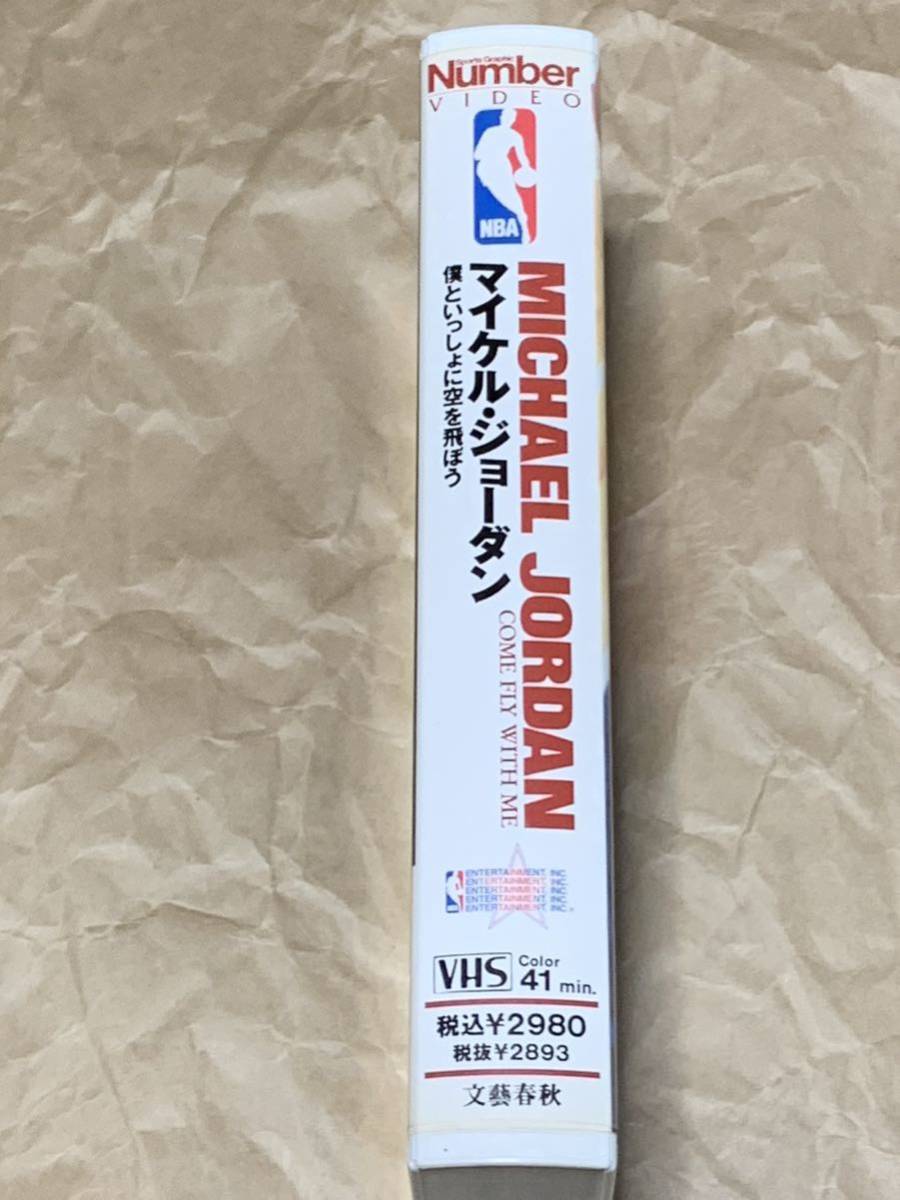 Sports Graphic
Number
VIDEO
NBA
MICHAEL JORDAN
COME FLY WITH ME
マイケル・ジョーダン
僕といっしょに空を飛ぼう
ENTERTAINMENT, INC.
ENTERTAINMENT, INC.
ENTERTAINMENT, INC.
ENTERTAINMENT, INC.
ENTERTAINMENT, INC.
VHS Color
41 min.
税込¥2980
税抜¥2893
文藝春秋